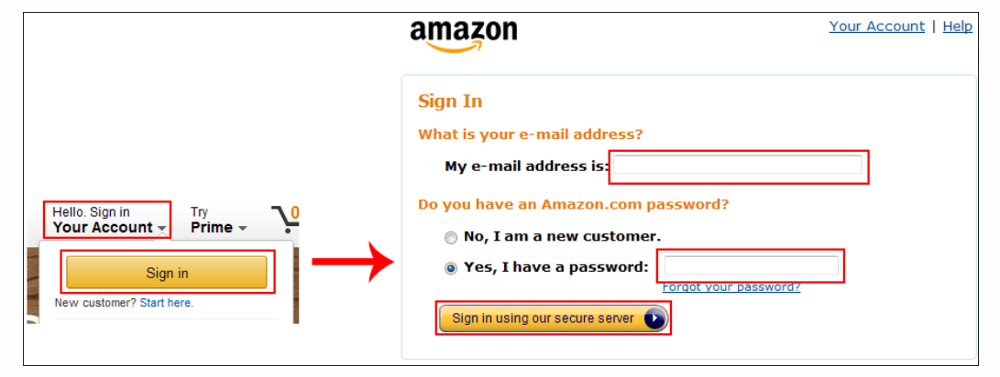 Hello. Sign in
Your Account
Try
Prime
0
Sign in
New customer? Start here.
amazon
Your Account | Help
Sign In
What is your e-mail address?
My e-mail address is:
Do you have an Amazon.com password?
No, I am a new customer.
Yes, I have a password:
Forgot your password?
Sign in using our secure server